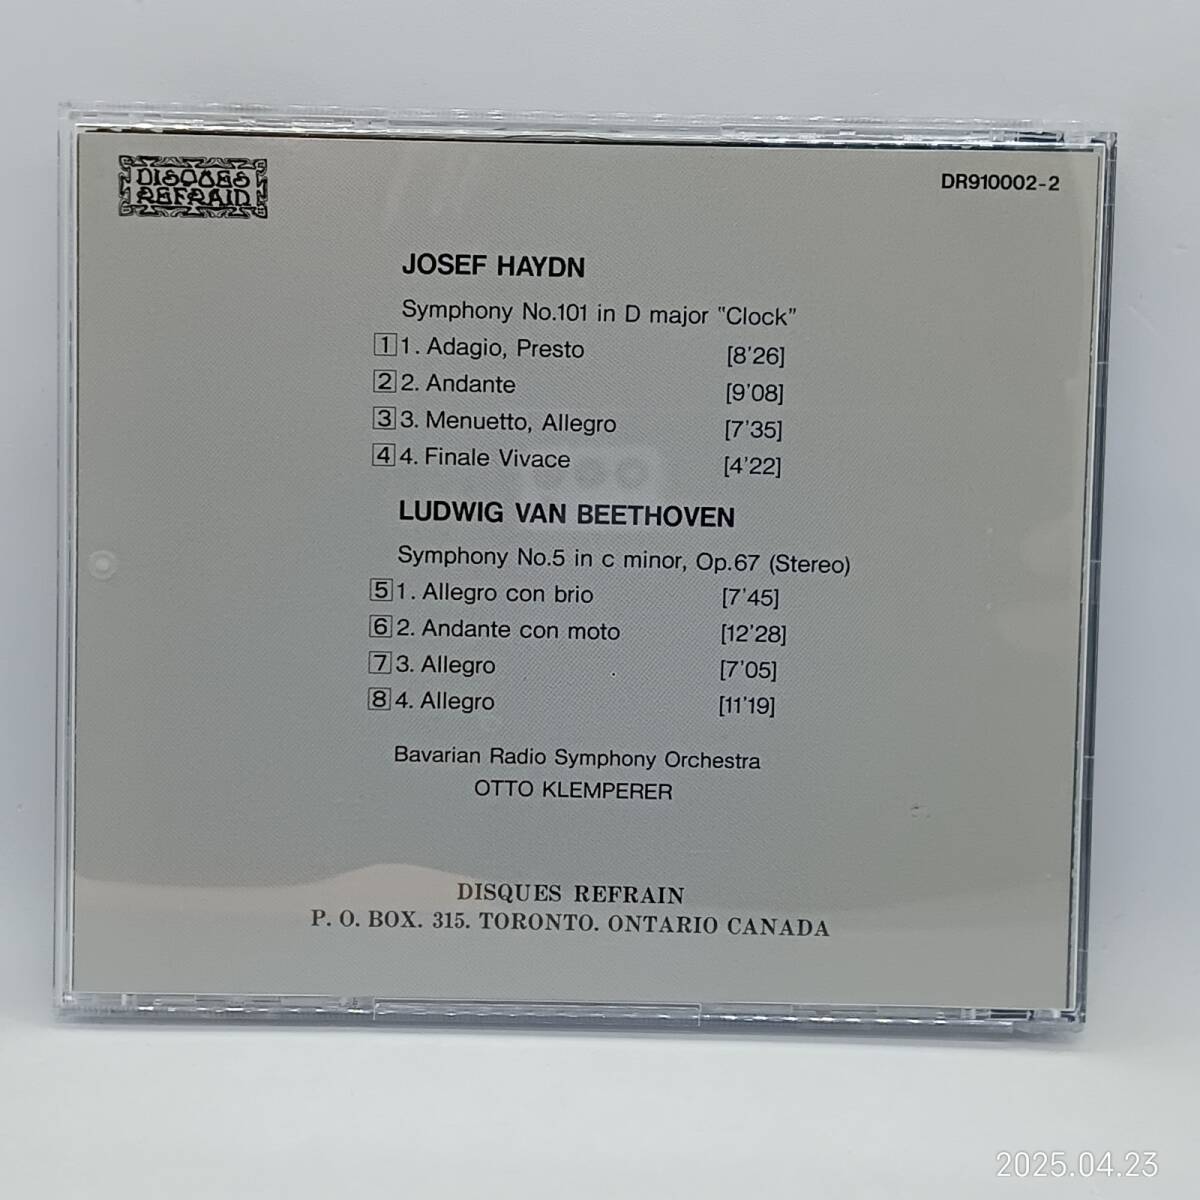 DISQUES
REFRAIN
DR910002-2
JOSEF HAYDN
Symphony No.101 in D major "Clock"
1 1. Adagio, Presto [8'26]
2 2. Andante [9'08]
3 3. Menuetto, Allegro [7'35]
4 4. Finale Vivace [4'22]
LUDWIG VAN BEETHOVEN
Symphony No.5 in c minor, Op.67 (Stereo)
5 1. Allegro con brio [7'45]
6 2. Andante con moto [12'28]
7 3. Allegro [7'05]
8 4. Allegro [11'19]
Bavarian Radio Symphony Orchestra
OTTO KLEMPERER
DISQUES REFRAIN
P. O. BOX. 315. TORONTO. ONTARIO CANADA
2025.04.23